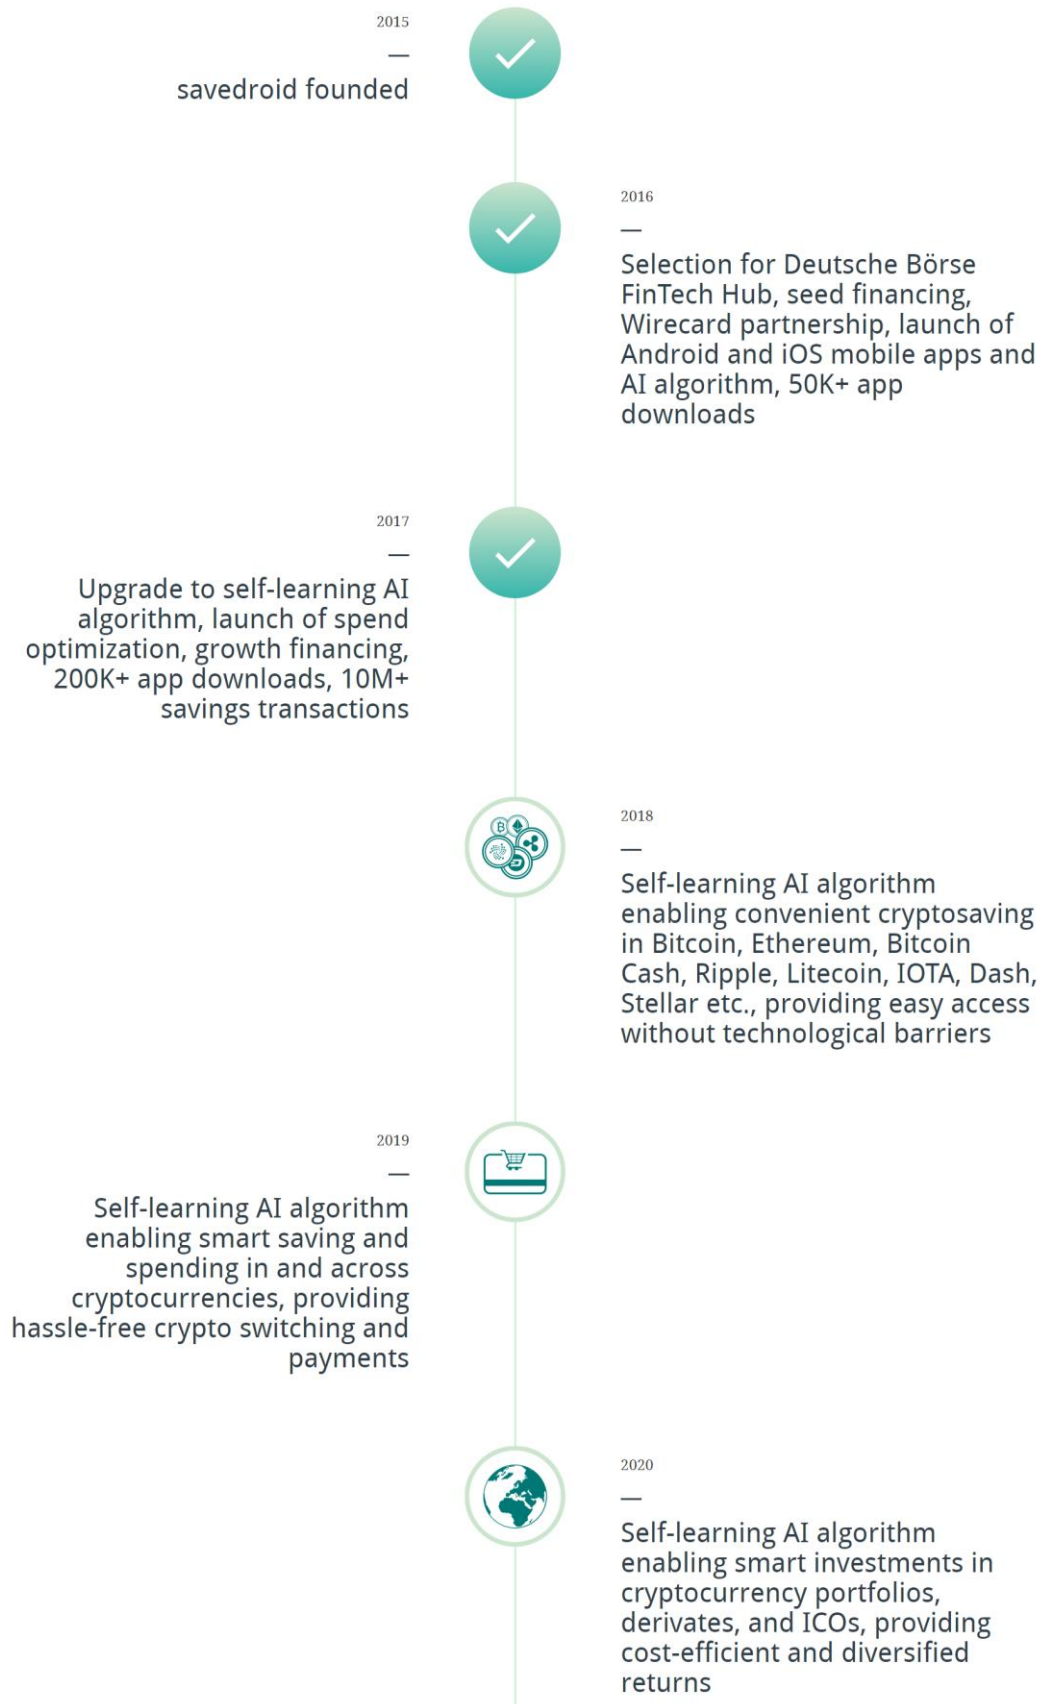 2015
—
savedroid founded
2016
—
Selection for Deutsche Börse
FinTech Hub, seed financing,
Wirecard partnership, launch of
Android and iOS mobile apps and
AI algorithm, 50K+ app
downloads
2017
—
Upgrade to self-learning AI
algorithm, launch of spend
optimization, growth financing,
200K+ app downloads, 10M+
savings transactions
2018
—
Self-learning AI algorithm
enabling convenient cryptosaving
in Bitcoin, Ethereum, Bitcoin
Cash, Ripple, Litecoin, IOTA, Dash,
Stellar etc., providing easy access
without technological barriers
2019
—
Self-learning AI algorithm
enabling smart saving and
spending in and across
cryptocurrencies, providing
hassle-free crypto switching and
payments
2020
—
Self-learning AI algorithm
enabling smart investments in
cryptocurrency portfolios,
derivates, and ICOs, providing
cost-efficient and diversified
returns